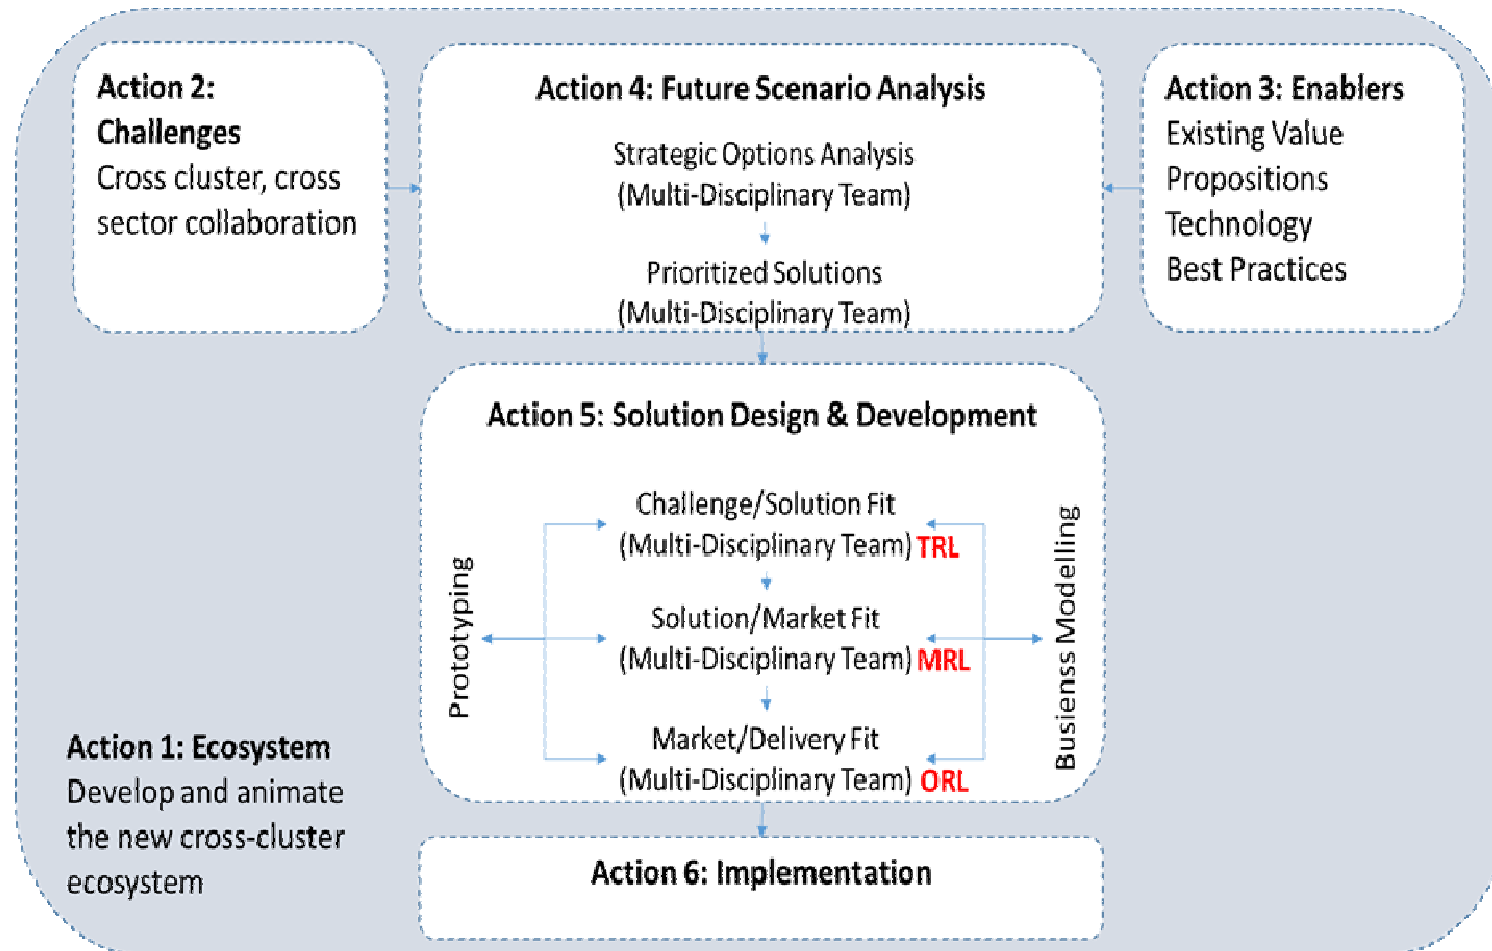 Action 2:
Challenges
Cross cluster, cross
sector collaboration
Action 4: Future Scenario Analysis
Strategic Options Analysis
(Multi-Disciplinary Team)
Prioritized Solutions
(Multi-Disciplinary Team)
Action 3: Enablers
Existing Value
Propositions
Technology
Best Practices
Action 5: Solution Design & Development
Challenge/Solution Fit
(Multi-Disciplinary Team) TRL
Solution/Market Fit
(Multi-Disciplinary Team) MRL
Market/Delivery Fit
(Multi-Disciplinary Team) ORL
Prototyping
Busienss Modelling
Action 1: Ecosystem
Develop and animate
the new cross-cluster
ecosystem
Action 6: Implementation